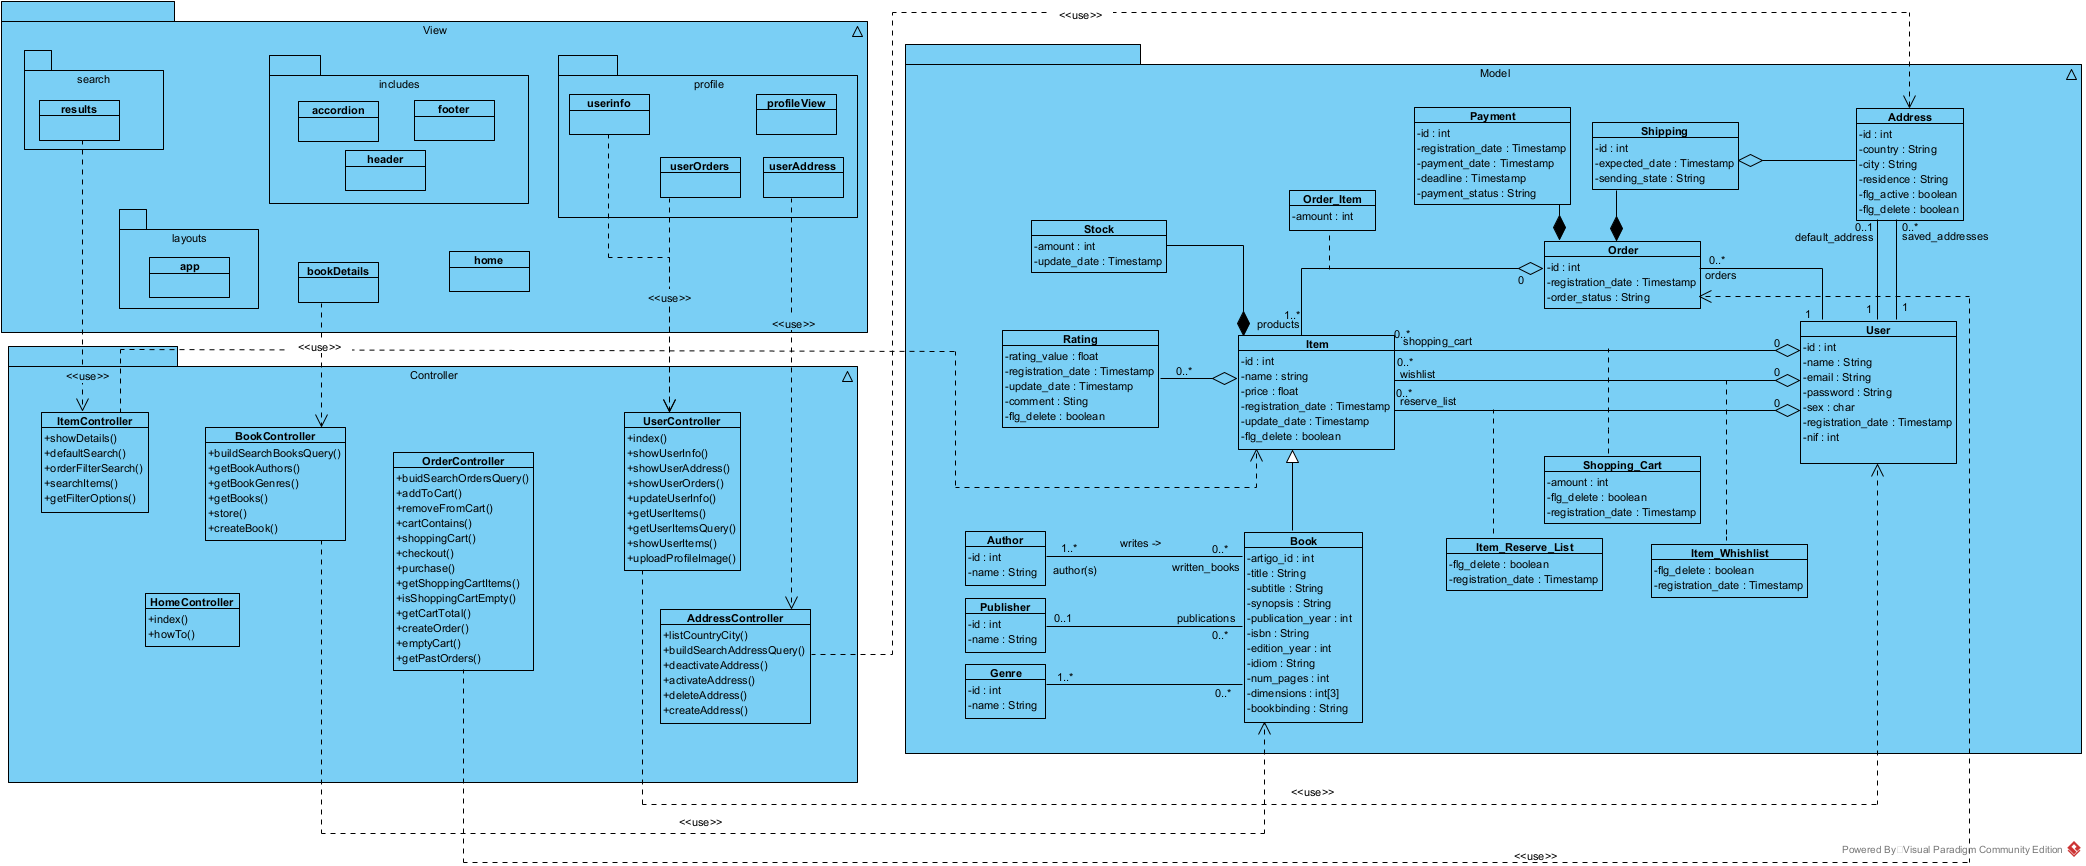 View
search
results
includes
accordion
footer
header
profile
userinfo
profileView
userOrders
userAddress
layouts
app
bookDetails
home
<<use>>
<<use>>
<<use>>
<<use>>
Controller
ItemController
+showDetails()
+defaultSearch()
+orderFilterSearch()
+searchItems()
+getFilterOptions()
BookController
+buildSearchBooksQuery()
+getBookAuthors()
+getBookGenres()
+getBooks()
+store()
+createBook()
OrderController
+buidSearchOrdersQuery()
+addToCart()
+removeFromCart()
+cartContains()
+shoppingCart()
+checkout()
+purchase()
+getShoppingCartItems()
+isShoppingCartEmpty()
+getCartTotal()
+createOrder()
+emptyCart()
+getPastOrders()
UserController
+index()
+showUserInfo()
+showUserAddress()
+showUserOrders()
+updateUserInfo()
+getUserItems()
+getUserItemsQuery()
+showUserItems()
+uploadProfileImage()
HomeController
+index()
+howTo()
AddressController
+listCountryCity()
+buildSearchAddressQuery()
+deactivateAddress()
+activateAddress()
+deleteAddress()
+createAddress()
<<use>>
Model
Payment
-id : int
-registration_date : Timestamp
-payment_date : Timestamp
-deadline : Timestamp
-payment_status : String
Shipping
-id : int
-expected_date : Timestamp
-sending_state : String
Address
-id : int
-country : String
-city : String
-residence : String
-flg_active : boolean
-flg_delete : boolean
0..1
default_address
0..*
saved_addresses
Order_Item
-amount : int
Stock
-amount : int
-update_date : Timestamp
Order
-id : int
-registration_date : Timestamp
-order_status : String
0
0..*
orders
1
1
1
1..*
products
Rating
-rating_value : float
-registration_date : Timestamp
-update_date : Timestamp
-comment : Sting
-flg_delete : boolean
0..*
Item
-id : int
-name : string
-price : float
-registration_date : Timestamp
-update_date : Timestamp
-flg_delete : boolean
0..*
shopping_cart
0
0..*
wishlist
0
0..*
reserve_list
0
User
-id : int
-name : String
-email : String
-password : String
-sex : char
-registration_date : Timestamp
-nif : int
Shopping_Cart
-amount : int
-flg_delete : boolean
-registration_date : Timestamp
Item_Reserve_List
-flg_delete : boolean
-registration_date : Timestamp
Item_Whishlist
-flg_delete : boolean
-registration_date : Timestamp
Author
-id : int
-name : String
1..*
author(s)
writes ->
0..*
written_books
Publisher
-id : int
-name : String
0..1
publications
0..*
Genre
-id : int
-name : String
1..*
0..*
Book
-artigo_id : int
-title : String
-subtitle : String
-synopsis : String
-publication_year : int
-isbn : String
-edition_year : int
-idiom : String
-num_pages : int
-dimensions : int[3]
-bookbinding : String
<<use>>
<<use>>
<<use>>
Powered By Visual Paradigm Community Edition